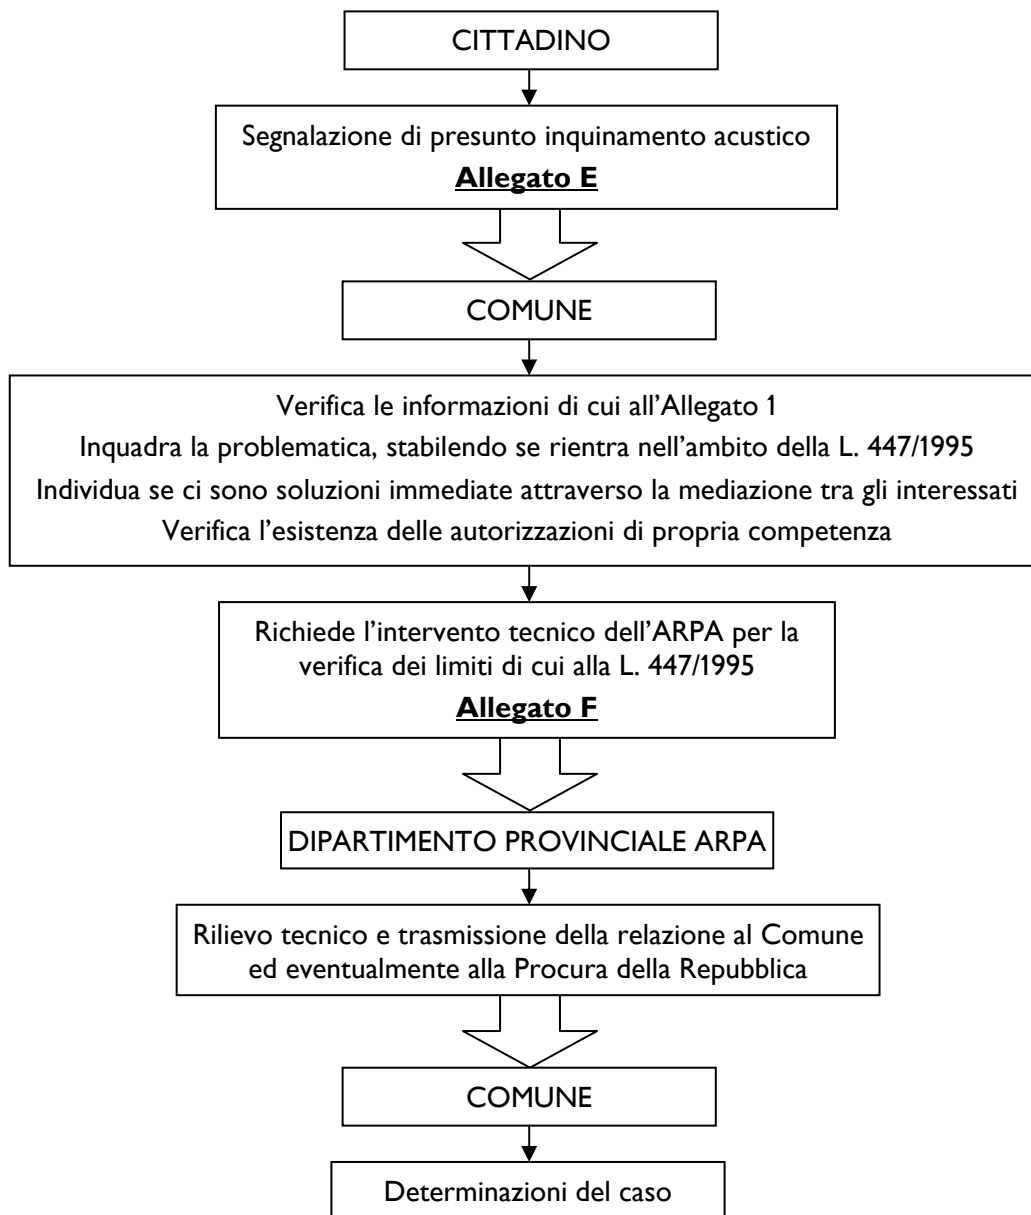 CITTADINO
Segnalazione di presunto inquinamento acustico
Allegato E
COMUNE
Verifica le informazioni di cui all’Allegato 1
Inquadra la problematica, stabilendo se rientra nell’ambito della L. 447/1995
Individua se ci sono soluzioni immediate attraverso la mediazione tra gli interessati
Verifica l’esistenza delle autorizzazioni di propria competenza
Richiede l’intervento tecnico dell’ARPA per la
verifica dei limiti di cui alla L. 447/1995
Allegato F
DIPARTIMENTO PROVINCIALE ARPA
Rilievo tecnico e trasmissione della relazione al Comune
ed eventualmente alla Procura della Repubblica
COMUNE
Determinazioni del caso